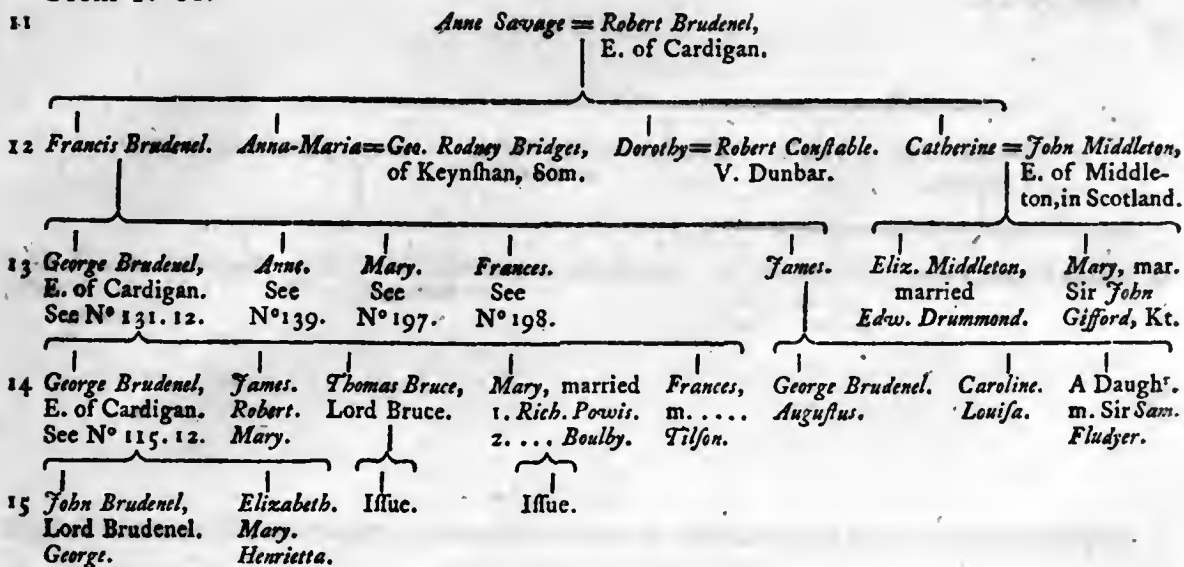 11 Anne Savage = Robert Brudenel,
E. of Cardigan.
12 Francis Brudenel. Anna-Maria = Geo. Rodney Bridges, Dorothy = Robert Conſtable. Catherine = John Middleton,
of Keynſhan, Som. V. Dunbar. E. of Middle-
ton, in Scotland.
13 George Brudenel, Anne. Mary. Frances. James. Eliz. Middleton, Mary, mar.
E. of Cardigan. See See See married Sir John
See Nº 131. 12. Nº 139. Nº 197. Nº 198. Edw. Drummond. Gifford, Kt.
14 George Brudenel, James. Thomas Bruce, Mary, married Frances, George Brudenel. Caroline. A Daughʳ.
E. of Cardigan. Robert. Lord Bruce. 1. Rich. Powis. m. . . . . Auguſtus. Louiſa. m. Sir Sam.
See Nº 115. 12. Mary. 2. . . . Boulby. Tilſon. Fludyer.
15 John Brudenel, Elizabeth. Iſſue. Iſſue.
Lord Brudenel. Mary.
George. Henrietta.